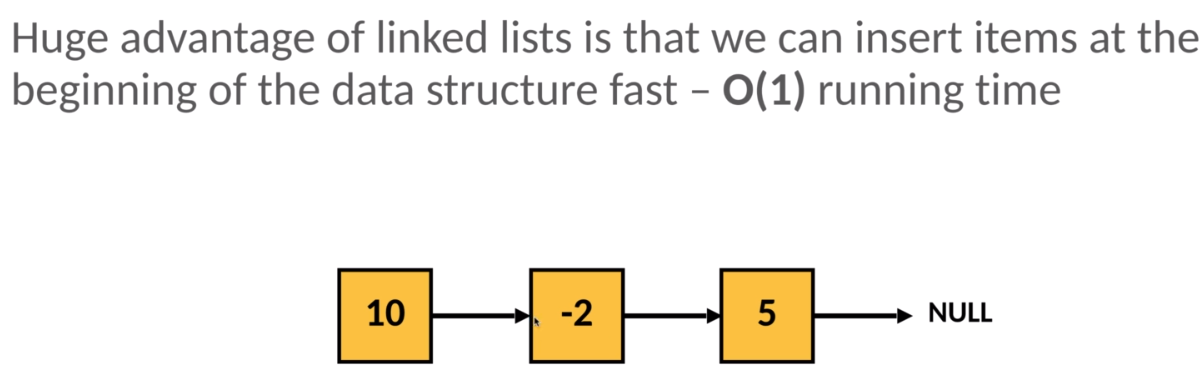 Huge advantage of linked lists is that we can insert items at the
beginning of the data structure fast – O(1) running time
10 -2 5 NULL